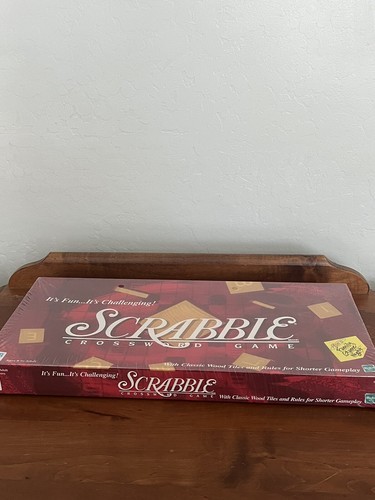 It's Fun...It's Challenging!
SCRABBLE
CROSSWORD GAME
With Classic Wood Tiles and Rules for Shorter Gameplay
It's Fun...It's Challenging!
SCRABBLE
CROSSWORD GAME
With Classic Wood Tiles and Rules for Shorter Gameplay